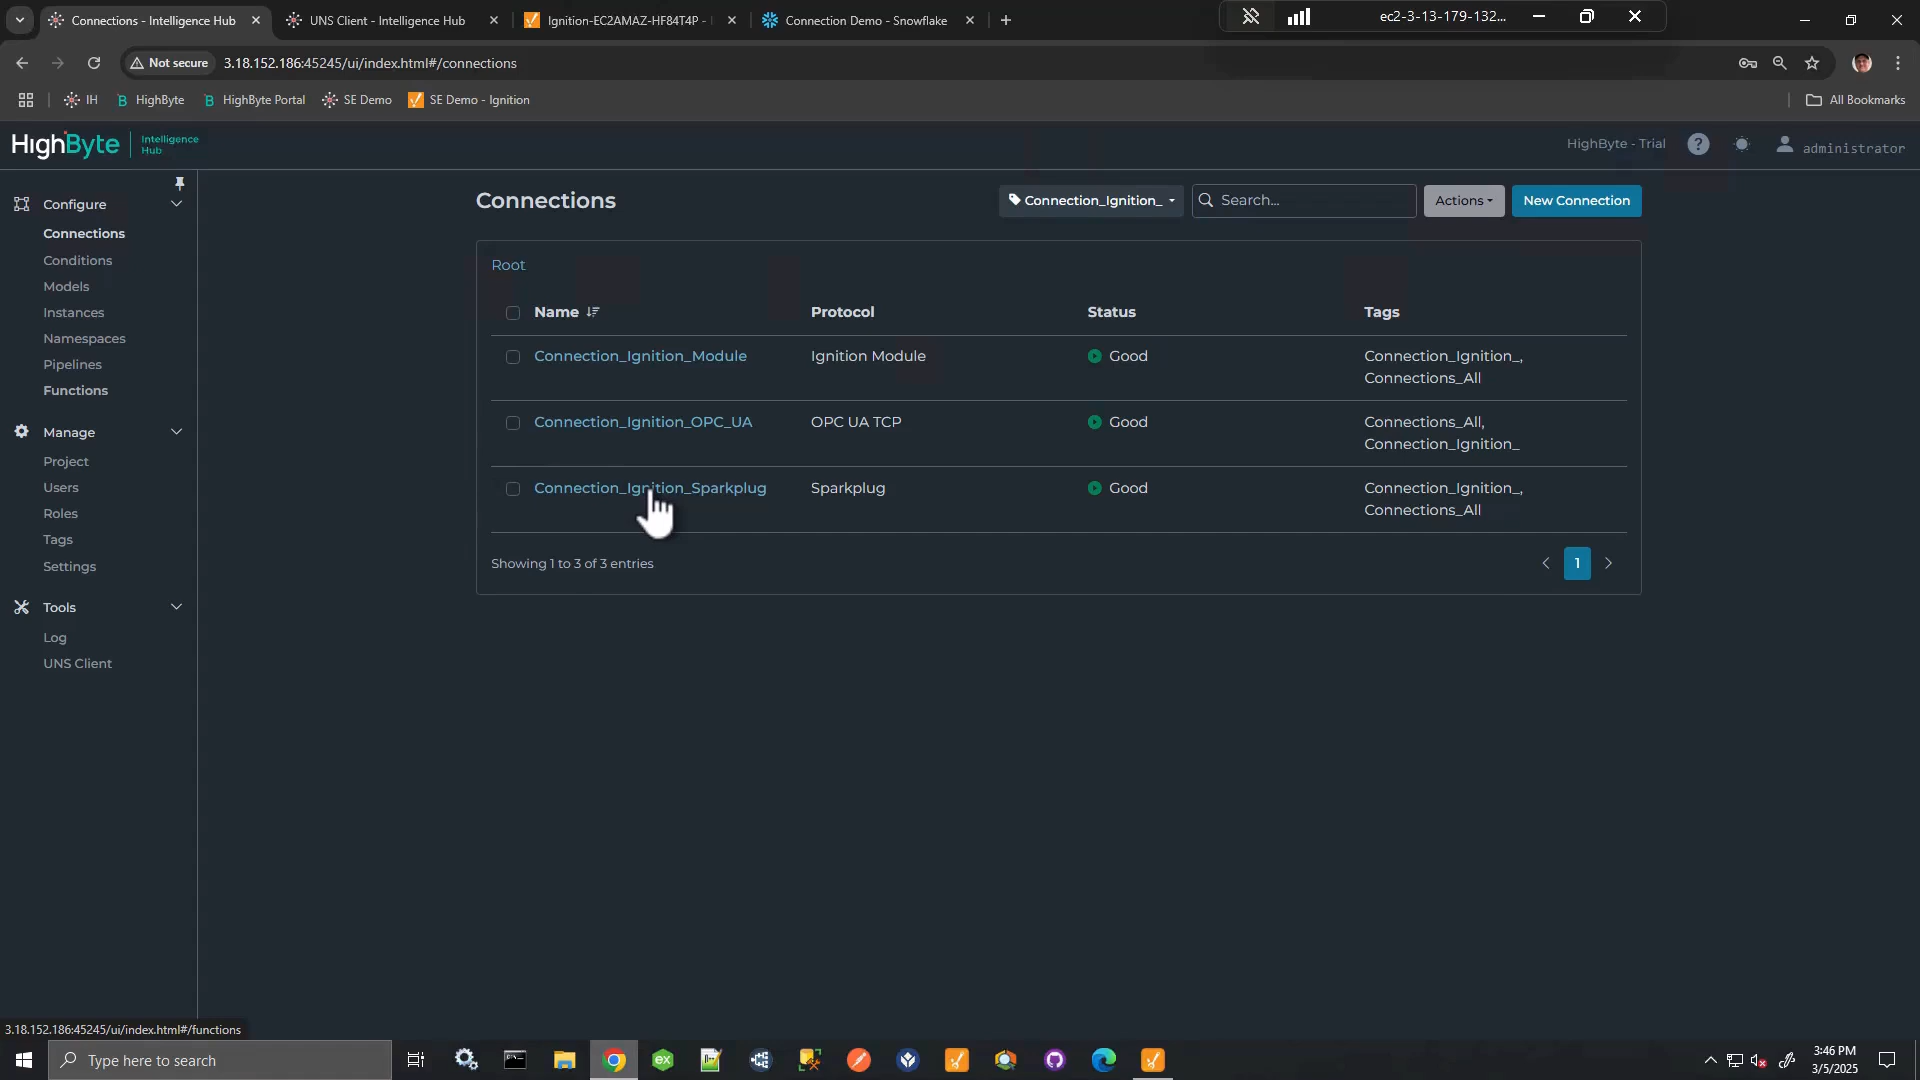 Connections - Intelligence Hub
UNS Client - Intelligence Hub
Ignition-EC2AMAZ-HF84T4P -
Connection Demo - Snowflake
ec2-3-13-179-132...
Not secure
3.18.152.186:45245/ui/index.html#/connections
IH
HighByte
HighByte Portal
SE Demo
SE Demo - Ignition
All Bookmarks
HighByte
Intelligence
Hub
HighByte - Trial
?
administrator
Configure
Connections
Conditions
Models
Instances
Namespaces
Pipelines
Functions
Manage
Project
Users
Roles
Tags
Settings
Tools
Log
UNS Client
Connections
Connection_Ignition_
Search...
Actions
New Connection
Root
Name Protocol Status Tags
Connection_Ignition_Module Ignition Module Good Connection_Ignition_,
Connections_All
Connection_Ignition_OPC_UA OPC UA TCP Good Connections_All,
Connection_Ignition_
Connection_Ignition_Sparkplug Sparkplug Good Connection_Ignition_,
Connections_All
Showing 1 to 3 of 3 entries
1
3.18.152.186:45245/ui/index.html#/functions
Type here to search
ex
3:46 PM
3/5/2025